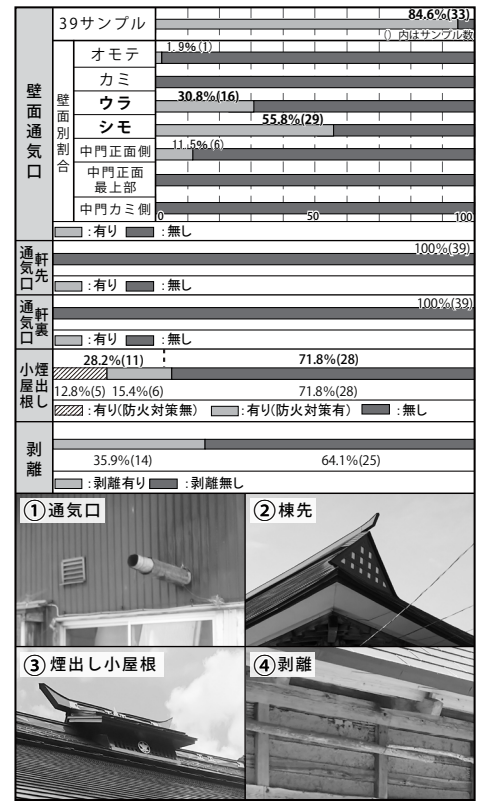 39サンプル
84.6%(33)
()内はサンプル数
壁面通気口
壁面別割合
オモテ
1.9%(1)
カミ
ウラ
30.8%(16)
シモ
55.8%(29)
中門正面側
11.5%(6)
中門正面
最上部
中門カミ側
0 50 100
:有り :無し
軒先
通気口
100%(39)
:有り :無し
軒裏
通気口
100%(39)
:有り :無し
煙出し
小屋根
28.2%(11) 71.8%(28)
12.8%(5) 15.4%(6) 71.8%(28)
:有り(防火対策無) :有り(防火対策有) :無し
剥離
35.9%(14) 64.1%(25)
:剥離有り :剥離無し
①通気口
②棟先
③煙出し小屋根
④剥離